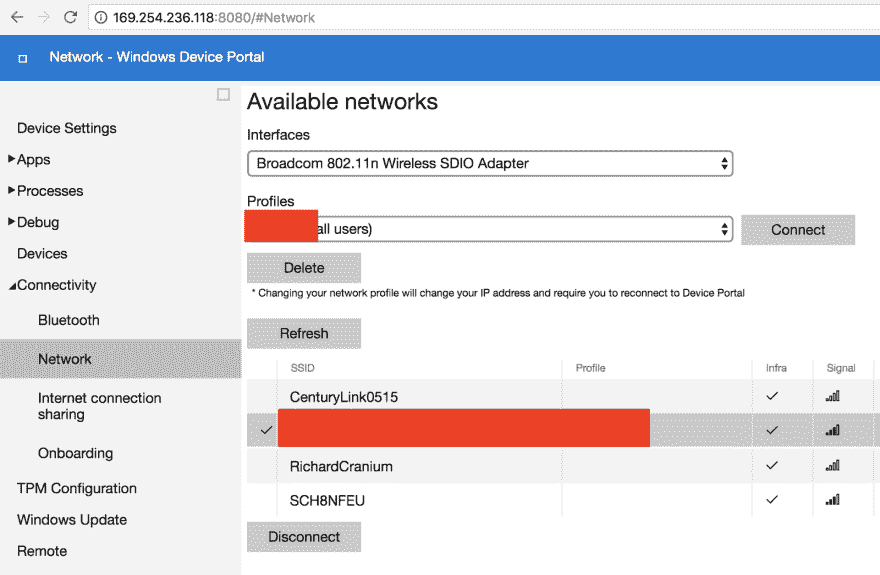 169.254.236.118:8080/#Network
Network - Windows Device Portal
Device Settings
Apps
Processes
Debug
Devices
Connectivity
Bluetooth
Network
Internet connection
sharing
Onboarding
TPM Configuration
Windows Update
Remote
Available networks
Interfaces
Broadcom 802.11n Wireless SDIO Adapter
Profiles
all users)
Connect
Delete
* Changing your network profile will change your IP address and require you to reconnect to Device Portal
Refresh
SSID Profile Infra Signal
CenturyLink0515
RichardCranium
SCH8NFEU
Disconnect